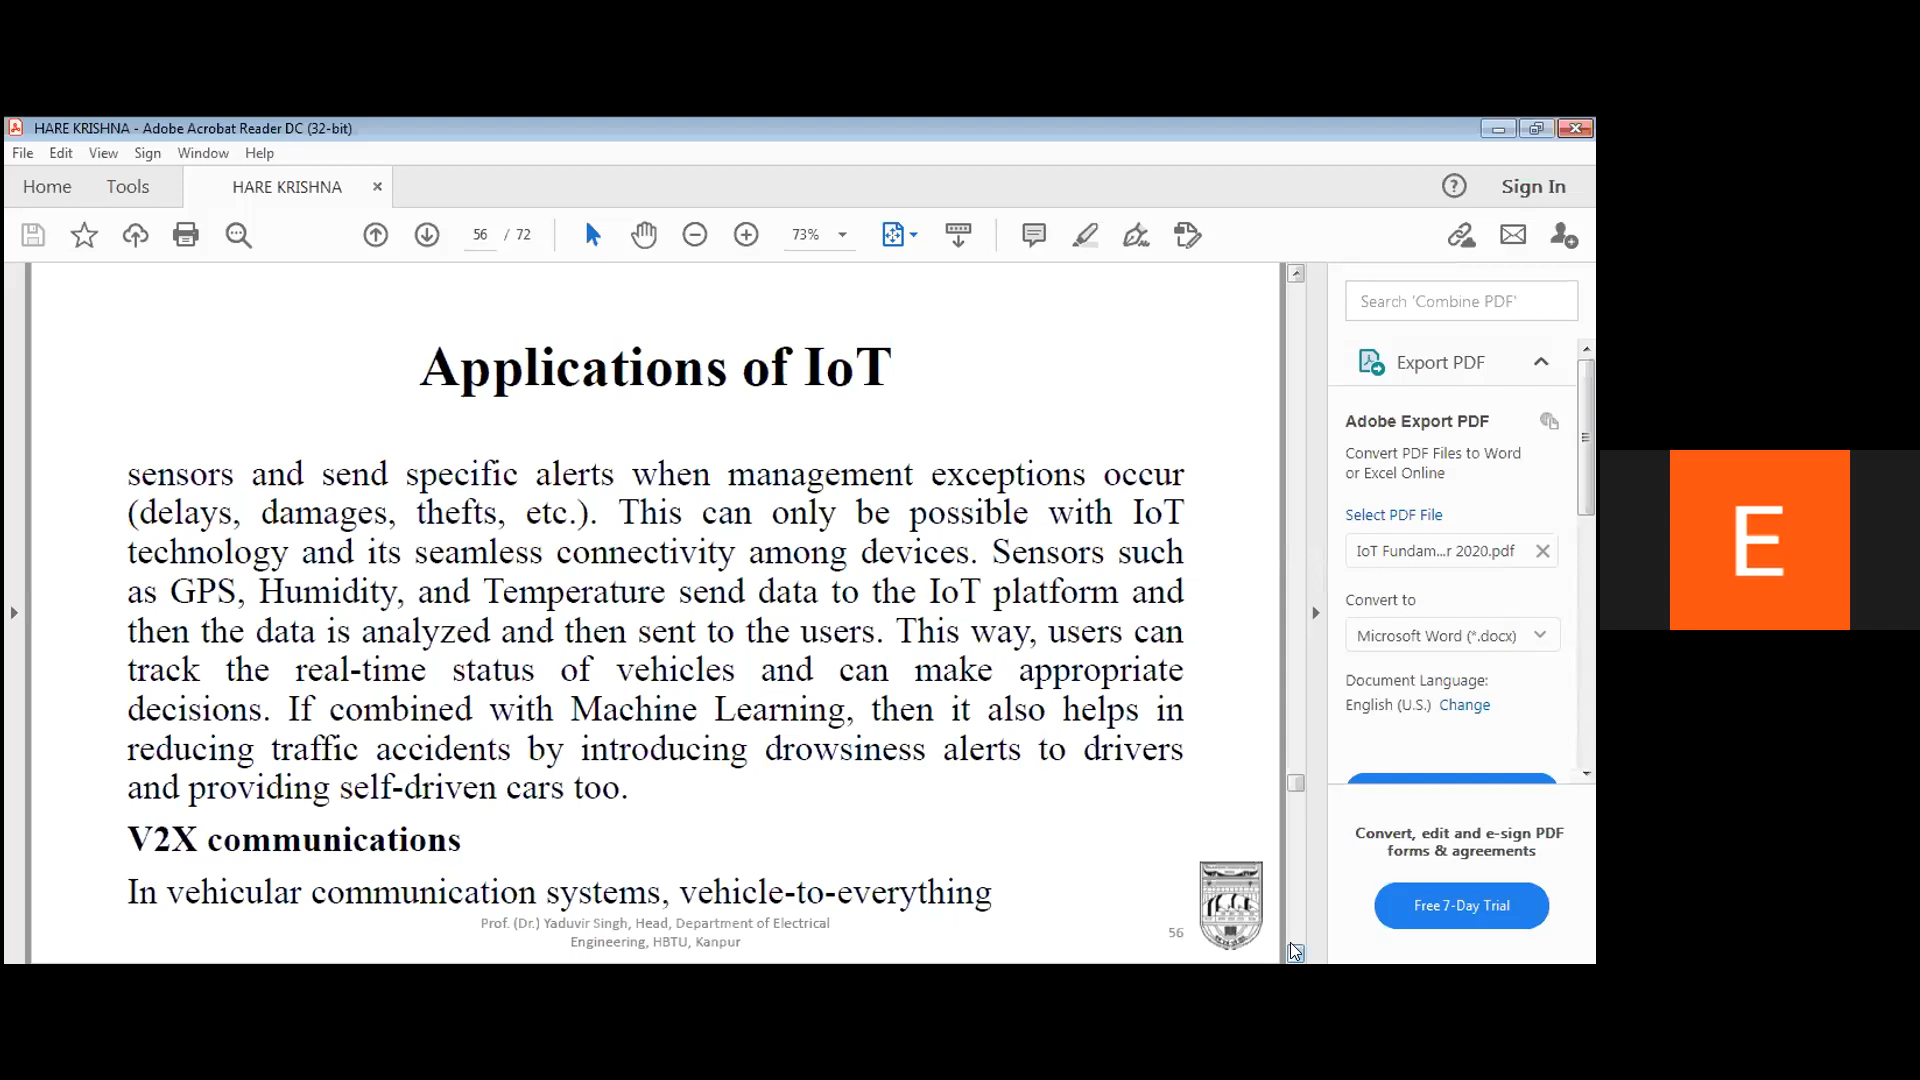 HARE KRISHNA - Adobe Acrobat Reader DC (32-bit)
File Edit View Sign Window Help
Home Tools HARE KRISHNA × Sign In
56 / 72 73%
Search 'Combine PDF'
Export PDF
Adobe Export PDF
Convert PDF Files to Word
or Excel Online
Select PDF File
IoT Fundam...r 2020.pdf
Convert to
Microsoft Word (*.docx)
Document Language:
English (U.S.) Change
Convert, edit and e-sign PDF
forms & agreements
Free 7-Day Trial
Applications of IoT
sensors and send specific alerts when management exceptions occur
(delays, damages, thefts, etc.). This can only be possible with IoT
technology and its seamless connectivity among devices. Sensors such
as GPS, Humidity, and Temperature send data to the IoT platform and
then the data is analyzed and then sent to the users. This way, users can
track the real-time status of vehicles and can make appropriate
decisions. If combined with Machine Learning, then it also helps in
reducing traffic accidents by introducing drowsiness alerts to drivers
and providing self-driven cars too.
V2X communications
In vehicular communication systems, vehicle-to-everything
Prof. (Dr.) Yaduvir Singh, Head, Department of Electrical
Engineering, HBTU, Kanpur
56
E